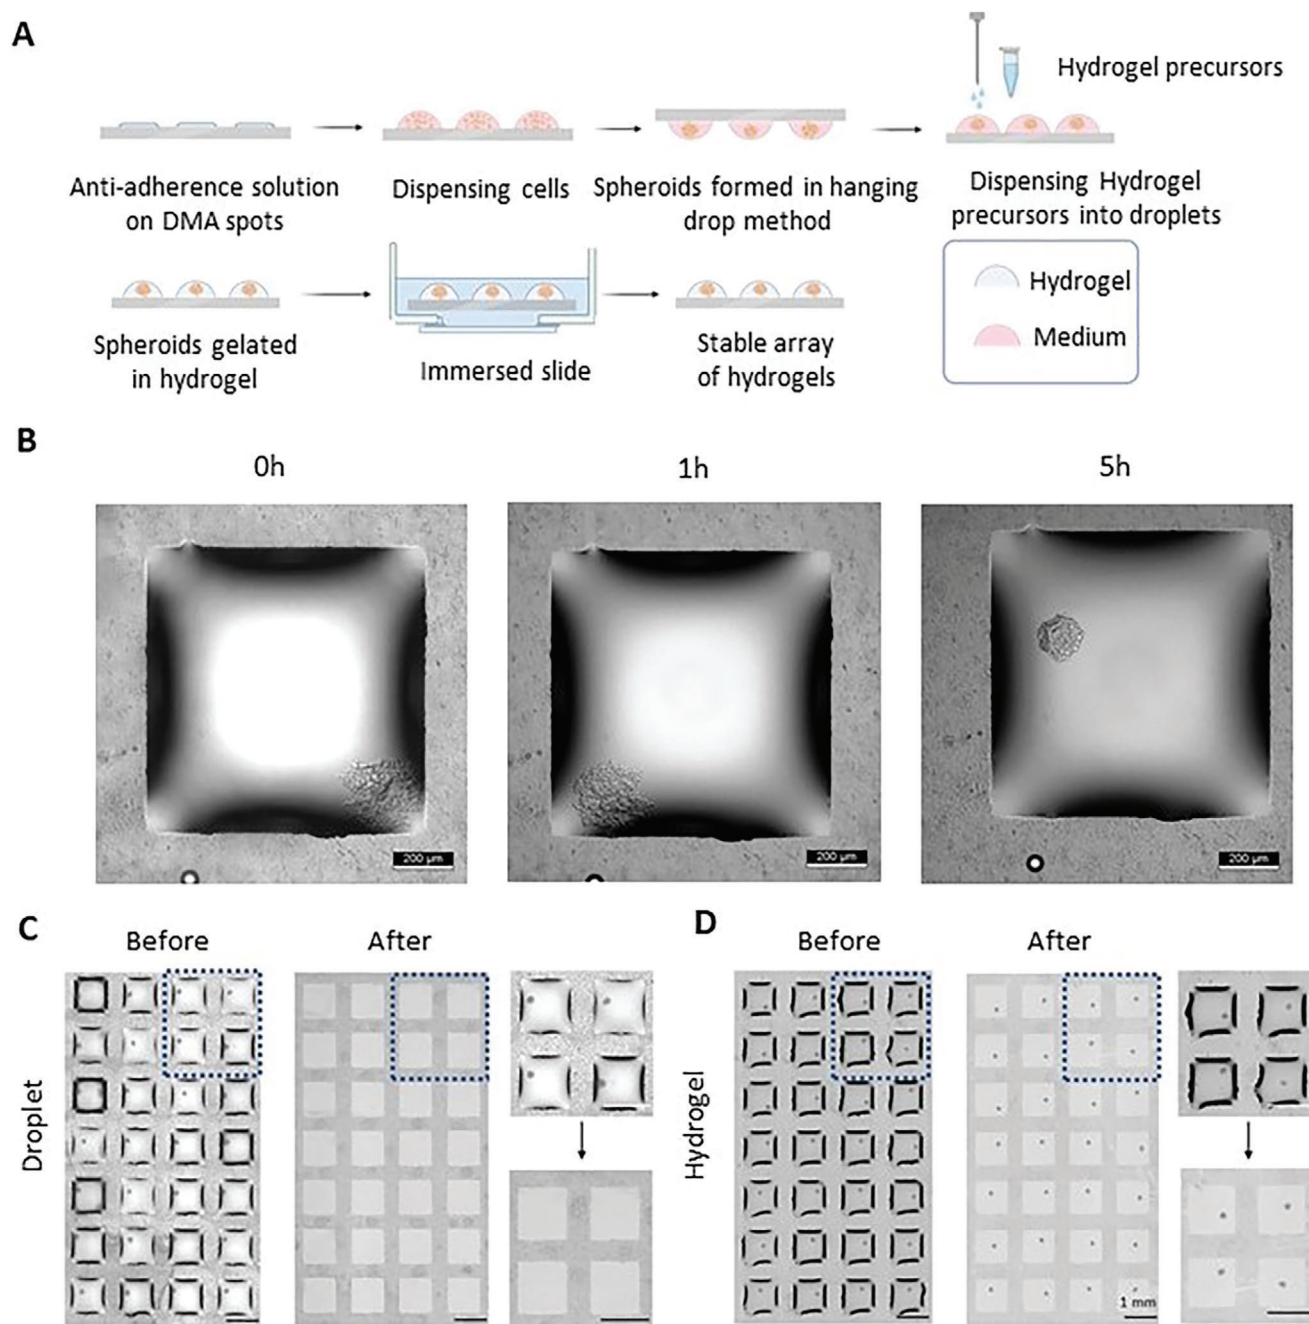 A
Hydrogel precursors
Anti-adherence solution
on DMA spots
Dispensing cells
Spheroids formed in hanging
drop method
Dispensing Hydrogel
precursors into droplets
Hydrogel
Medium
Spheroids gelated
in hydrogel
Immersed slide
Stable array
of hydrogels
B
0h
1h
5h
200 µm
200 µm
200 µm
C
Before
After
Droplet
D
Before
After
Hydrogel
1 mm